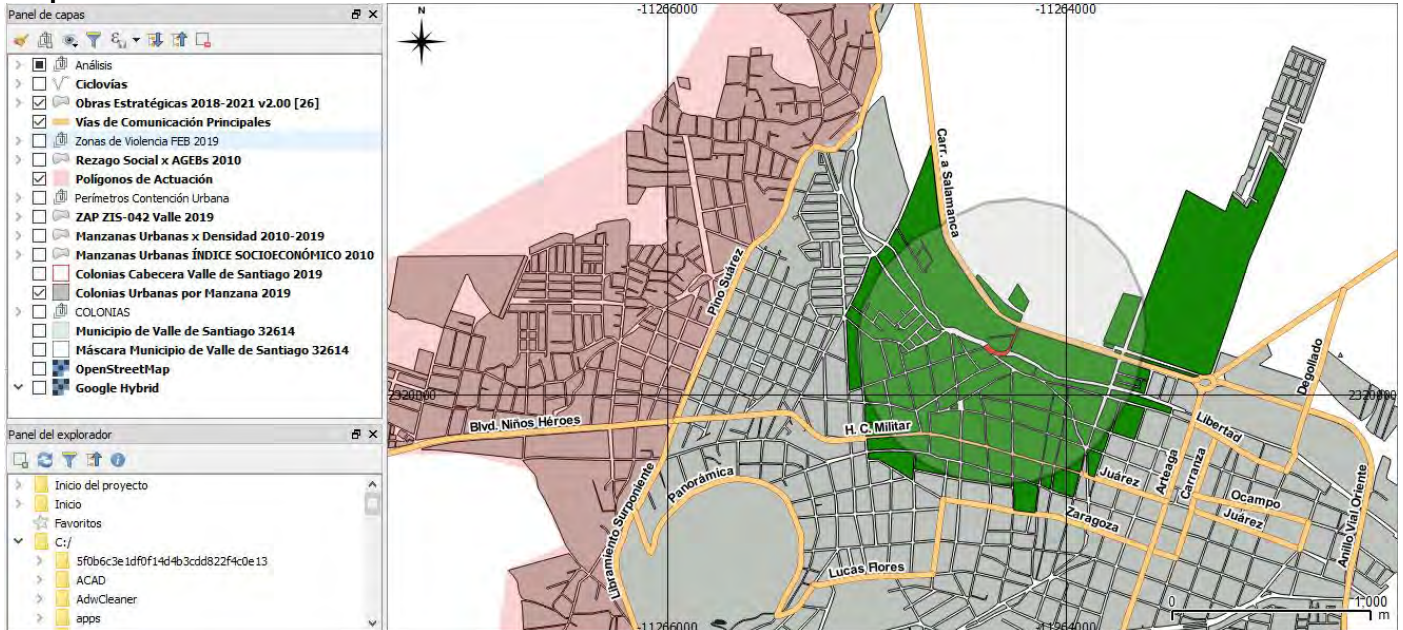 Panel de capas
Análisis
Ciclovías
Obras Estratégicas 2018-2021 v2.00 [26]
Vías de Comunicación Principales
Zonas de Violencia FEB 2019
Rezago Social x AGEBs 2010
Polígonos de Actuación
Perímetros Contención Urbana
ZAP ZIS-042 Valle 2019
Manzanas Urbanas x Densidad 2010-2019
Manzanas Urbanas ÍNDICE SOCIOECONÓMICO 2010
Colonias Cabecera Valle de Santiago 2019
Colonias Urbanas por Manzana 2019
COLONIAS
Municipio de Valle de Santiago 32614
Máscara Municipio de Valle de Santiago 32614
OpenStreetMap
Google Hybrid
Panel del explorador
Inicio del proyecto
Inicio
Favoritos
C:/
5f0b6c3e1df0f14d4b3cdd822f4c0e13
ACAD
AdwCleaner
apps
N
-11266000
-11264000
Carr. a Salamanca
Pino Suárez
Degollado
2320000
2320000
Blvd. Niños Héroes
H. C. Militar
Libertad
Panorámica
Juárez
Arteaga
Carranza
Ocampo
Juárez
Zaragoza
Libramiento Surponiente
Lucas Flores
Anillo Vial Oriente
0 1,000
m
-11266000
-11264000